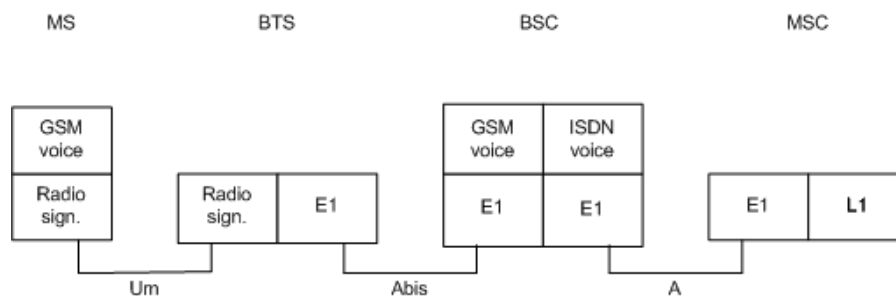 MS
BTS
BSC
MSC
GSM
voice
GSM
voice
ISDN
voice
Radio
sign.
Radio
sign.
E1
E1
E1
E1
L1
Um
Abis
A